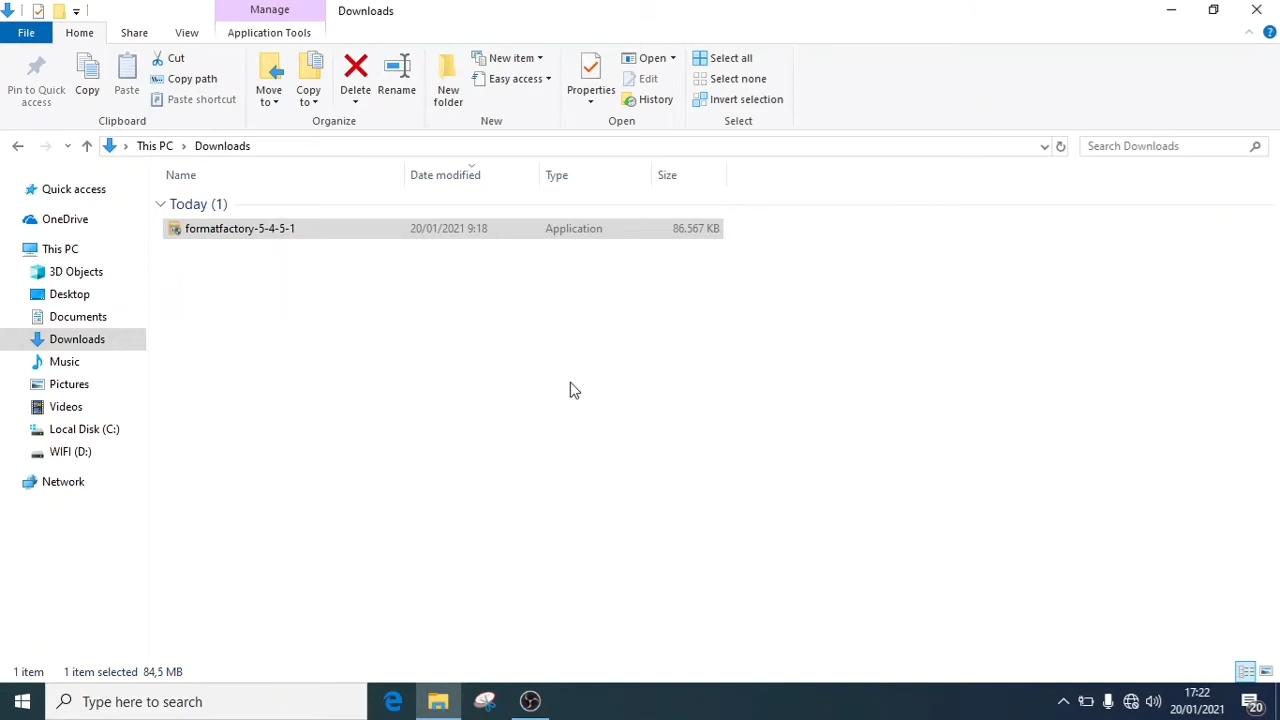 Manage
Downloads
File
Home
Share
View
Application Tools
Pin to Quick access
Copy
Paste
Cut
Copy path
Paste shortcut
Clipboard
Move to
Copy to
Delete
Rename
Organize
New folder
New item
Easy access
New
Properties
Open
Edit
History
Open
Select all
Select none
Invert selection
Select
This PC
Downloads
Search Downloads
Name
Date modified
Type
Size
Quick access
OneDrive
This PC
3D Objects
Desktop
Documents
Downloads
Music
Pictures
Videos
Local Disk (C:)
WIFI (D:)
Network
Today (1)
formatfactory-5-4-5-1
20/01/2021 9:18
Application
86.567 KB
1 item
1 item selected 84,5 MB
Type here to search
17:22
20/01/2021
20